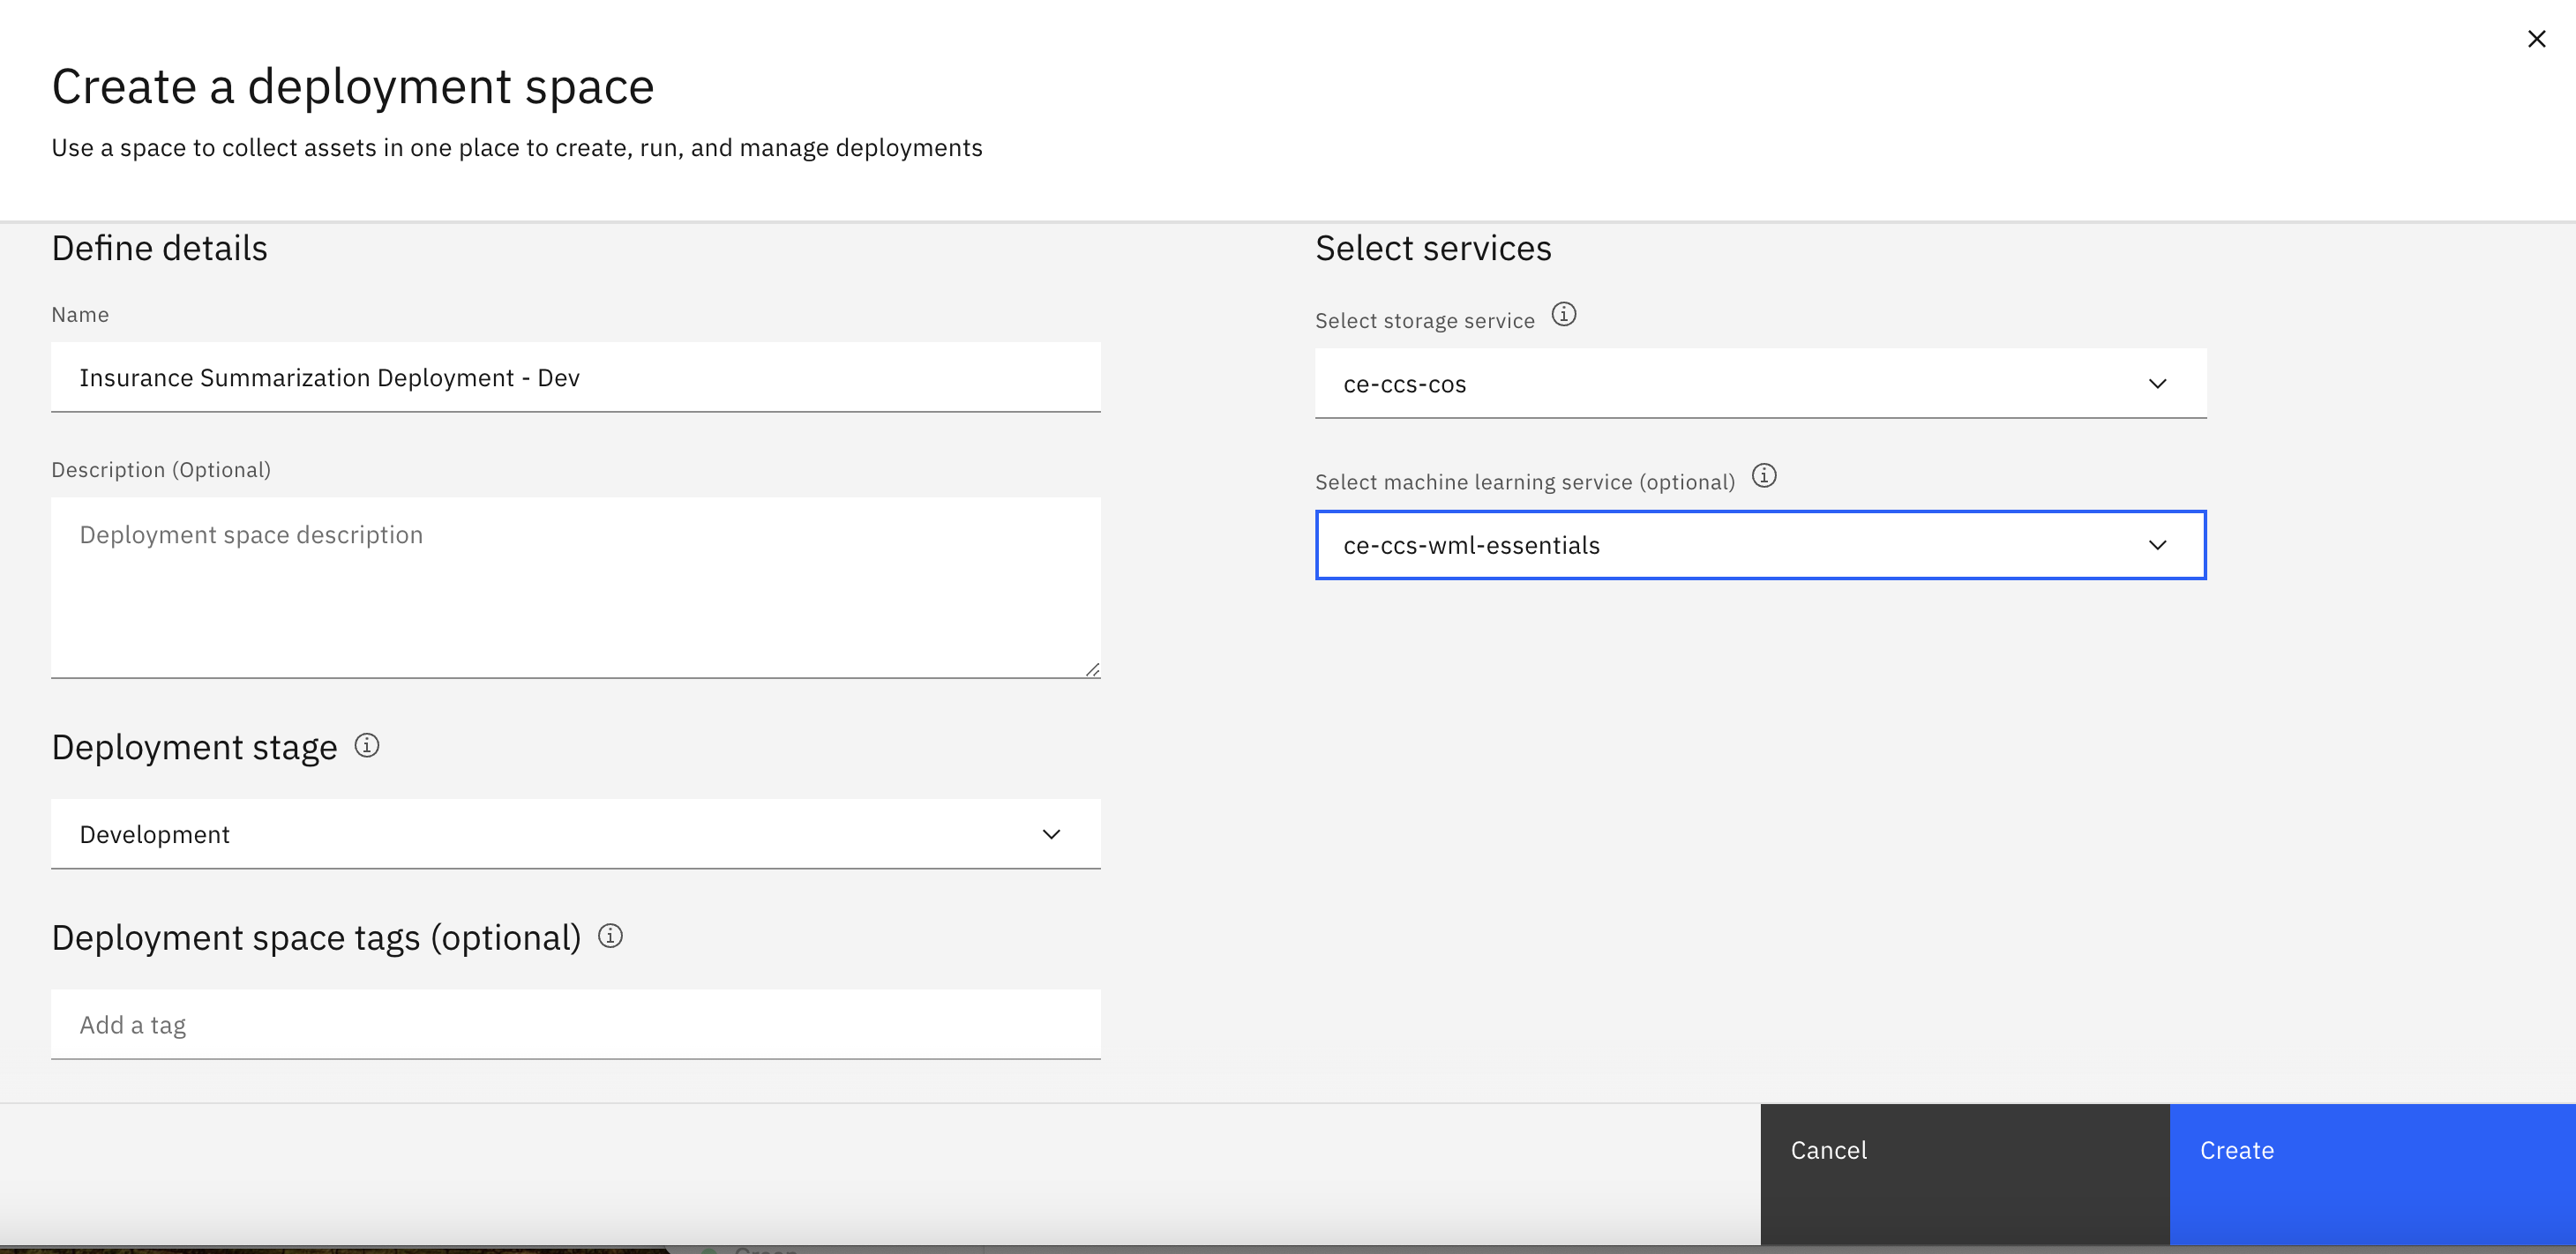 Create a deployment space
Use a space to collect assets in one place to create, run, and manage deployments
Define details
Name
Insurance Summarization Deployment - Dev
Description (Optional)
Deployment space description
Deployment stage
Development
Deployment space tags (optional)
Add a tag
Select services
Select storage service
ce-ccs-cos
Select machine learning service (optional)
ce-ccs-wml-essentials
Cancel
Create